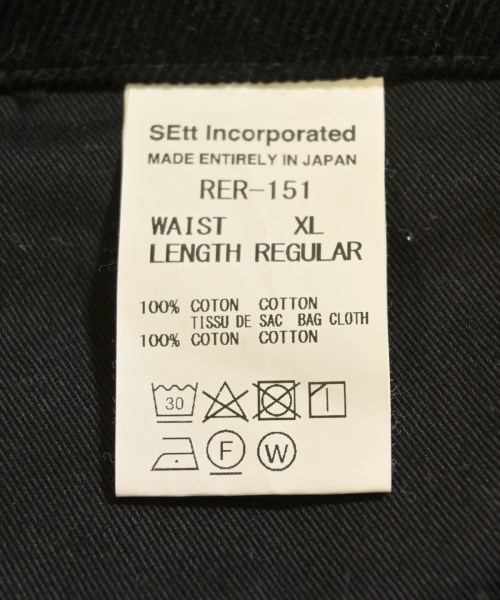 SEtt Incorporated
MADE ENTIRELY IN JAPAN
RER-151
WAIST XL
LENGTH REGULAR
100% COTON COTTON
TISSU DE SAC BAG CLOTH
100% COTON COTTON
30
F W